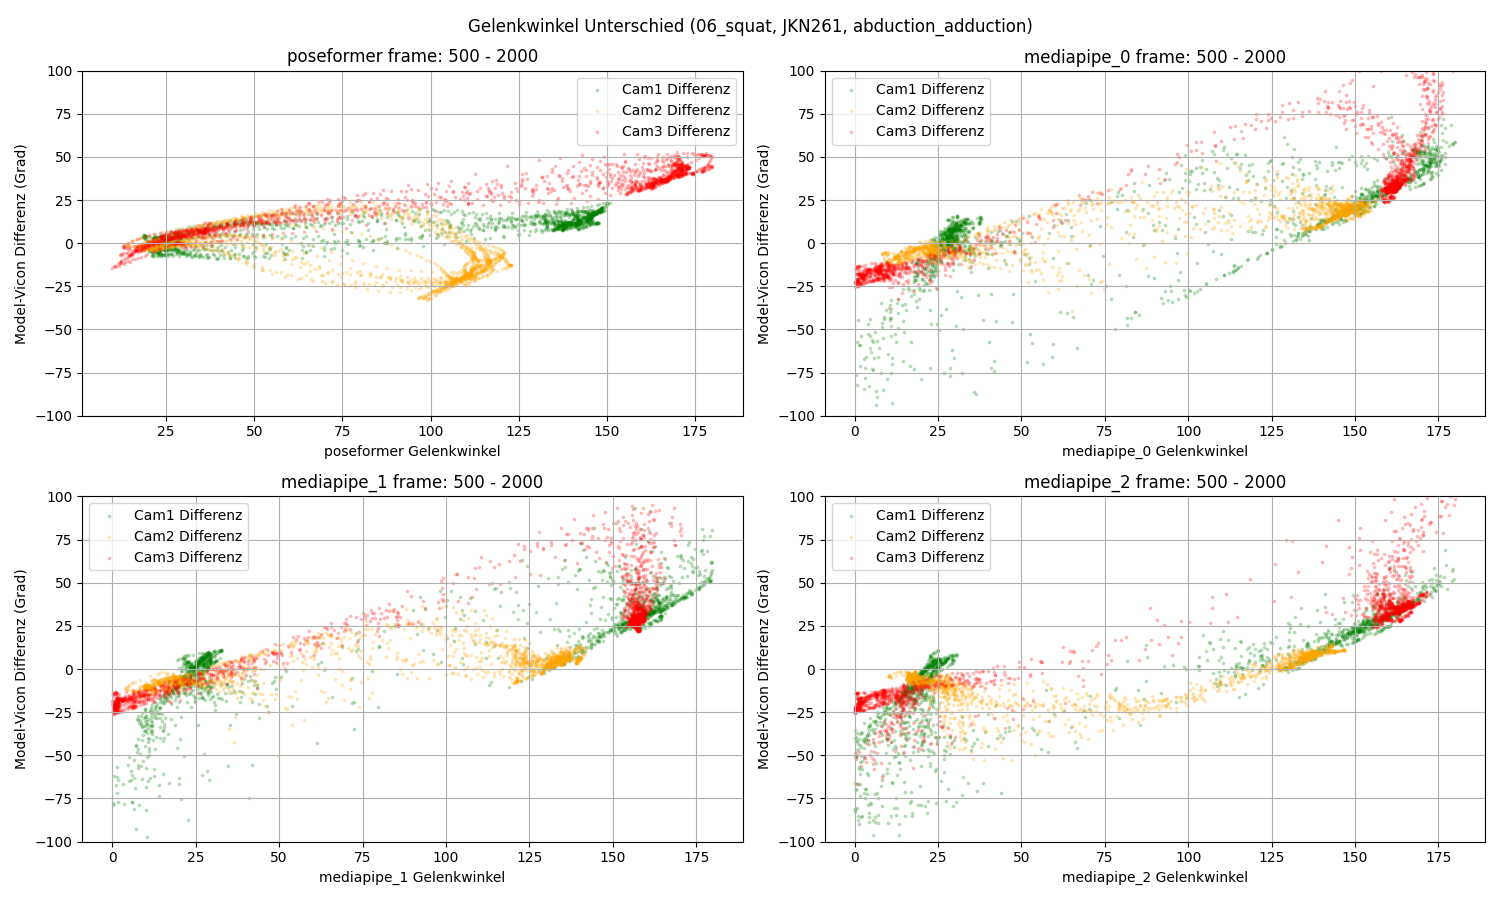 Gelenkwinkel Unterschied (06_squat, JKN261, abduction_adduction)
poseformer frame: 500 - 2000
100
75
50
25
0
−25
−50
−75
−100
Model-Vicon Differenz (Grad)
Cam1 Differenz
Cam2 Differenz
Cam3 Differenz
25 50 75 100 125 150 175
poseformer Gelenkwinkel
mediapipe_0 frame: 500 - 2000
100
75
50
25
0
−25
−50
−75
−100
Model-Vicon Differenz (Grad)
Cam1 Differenz
Cam2 Differenz
Cam3 Differenz
0 25 50 75 100 125 150 175
mediapipe_0 Gelenkwinkel
mediapipe_1 frame: 500 - 2000
100
75
50
25
0
−25
−50
−75
−100
Model-Vicon Differenz (Grad)
Cam1 Differenz
Cam2 Differenz
Cam3 Differenz
0 25 50 75 100 125 150 175
mediapipe_1 Gelenkwinkel
mediapipe_2 frame: 500 - 2000
100
75
50
25
0
−25
−50
−75
−100
Model-Vicon Differenz (Grad)
Cam1 Differenz
Cam2 Differenz
Cam3 Differenz
0 25 50 75 100 125 150 175
mediapipe_2 Gelenkwinkel